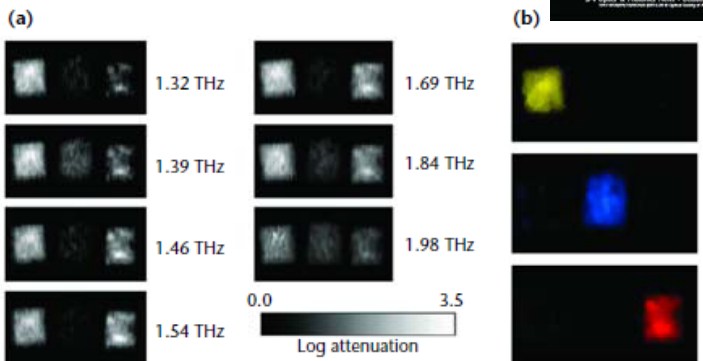 (a)
(b)
1.32 THz
1.69 THz
1.39 THz
1.84 THz
1.46 THz
1.98 THz
1.54 THz
0.0
3.5
Log attenuation